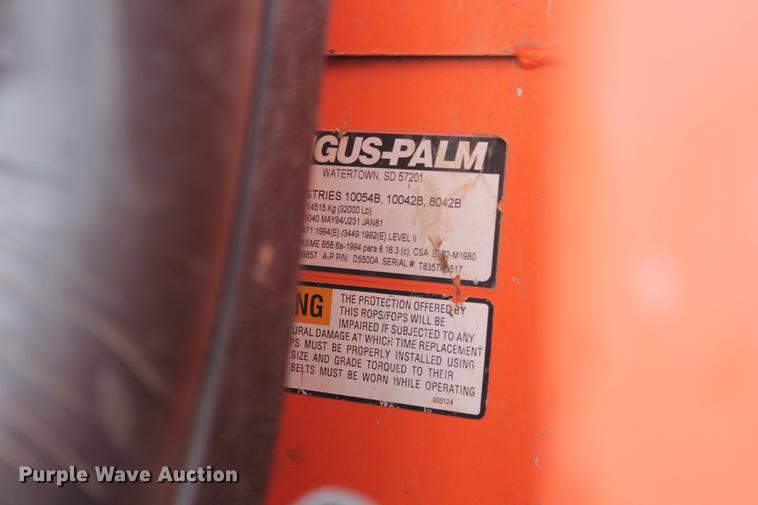 GUS-PALM
WATERTOWN, SD 57201
STRIES 10054B, 10042B, 8042B
14515 Kg (32000 Lb)
1040 MAY94/J231 JAN81
471:1994(E) /3449:1992(E) LEVEL II
ASME B56.6a-1994 para 8.16.3 (c), CSA B352-M1980
6857 A-P P/N: D5500A SERIAL #: 517
NG
THE PROTECTION OFFERED BY
THIS ROPS/FOPS WILL BE
IMPAIRED IF SUBJECTED TO ANY
URAL DAMAGE AT WHICH TIME REPLACEMENT
PS MUST BE PROPERLY INSTALLED USING
SIZE AND GRADE TORQUED TO THEIR
BELTS MUST BE WORN WHILE OPERATING
005124
Purple Wave Auction